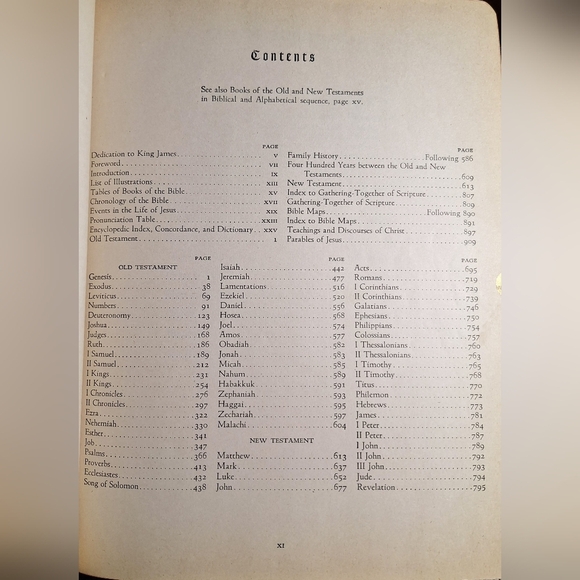 Contents
See also Books of the Old and New Testaments
in Biblical and Alphabetical sequence, page xv.
PAGE
Dedication to King James. . . . . . . . . . . . . . . . . . . v
Foreword. . . . . . . . . . . . . . . . . . . VII
Introduction. . . . . . . . . . . . . . . . . . . IX
List of Illustrations. . . . . . . . . . . . . . . . . . . XIII
Tables of Books of the Bible. . . . . . . . . . . . . . . . . . . XV
Chronology of the Bible. . . . . . . . . . . . . . . . . . . XVII
Events in the Life of Jesus. . . . . . . . . . . . . . . . . . . XIX
Pronunciation Table. . . . . . . . . . . . . . . . . . . XXIII
Encyclopedic Index, Concordance, and Dictionary. . XXV
Old Testament. . . . . . . . . . . . . . . . . . . 1
PAGE
Family History. . . . . . . . . . . . . . . . . . . Following 586
Four Hundred Years between the Old and New
Testaments. . . . . . . . . . . . . . . . . . . 609
New Testament. . . . . . . . . . . . . . . . . . . 613
Index to Gathering-Together of Scripture. . . . . . . . 807
Gathering-Together of Scripture. . . . . . . . . . . . . 809
Bible Maps. . . . . . . . . . . . . . . . . . . Following 890
Index to Bible Maps. . . . . . . . . . . . . . . . . . . 891
Teachings and Discourses of Christ. . . . . . . . . . . 897
Parables of Jesus. . . . . . . . . . . . . . . . . . . 909
PAGE
OLD TESTAMENT
Genesis. . . . . . . . . . 1
Exodus. . . . . . . . . . 38
Leviticus. . . . . . . . . . 69
Numbers. . . . . . . . . . 91
Deuteronomy. . . . . . . . . . 123
Joshua. . . . . . . . . . 149
Judges. . . . . . . . . . 168
Ruth. . . . . . . . . . 186
I Samuel. . . . . . . . . . 189
II Samuel. . . . . . . . . . 212
I Kings. . . . . . . . . . 231
II Kings. . . . . . . . . . 254
I Chronicles. . . . . . . . . . 276
II Chronicles. . . . . . . . . . 297
Ezra. . . . . . . . . . 322
Nehemiah. . . . . . . . . . 330
Esther. . . . . . . . . . 341
Job. . . . . . . . . . 347
Psalms. . . . . . . . . . 366
Proverbs. . . . . . . . . . 413
Ecclesiastes. . . . . . . . . . 432
Song of Solomon. . . . . . . . . . 438
PAGE
Isaiah. . . . . . . . . . 442
Jeremiah. . . . . . . . . . 477
Lamentations. . . . . . . . . . 516
Ezekiel. . . . . . . . . . 520
Daniel. . . . . . . . . . 556
Hosea. . . . . . . . . . 568
Joel. . . . . . . . . . 574
Amos. . . . . . . . . . 577
Obadiah. . . . . . . . . . 582
Jonah. . . . . . . . . . 583
Micah. . . . . . . . . . 585
Nahum. . . . . . . . . . 589
Habakkuk. . . . . . . . . . 591
Zephaniah. . . . . . . . . . 593
Haggai. . . . . . . . . . 595
Zechariah. . . . . . . . . . 597
Malachi. . . . . . . . . . 604
NEW TESTAMENT
Matthew. . . . . . . . . . 613
Mark. . . . . . . . . . 637
Luke. . . . . . . . . . 652
John. . . . . . . . . . 677
PAGE
Acts. . . . . . . . . . 695
Romans. . . . . . . . . . 719
I Corinthians. . . . . . . . . . 729
II Corinthians. . . . . . . . . . 739
Galatians. . . . . . . . . . 746
Ephesians. . . . . . . . . . 750
Philippians. . . . . . . . . . 754
Colossians. . . . . . . . . . 757
I Thessalonians. . . . . . . . . . 760
II Thessalonians. . . . . . . . . . 763
I Timothy. . . . . . . . . . 765
II Timothy. . . . . . . . . . 768
Titus. . . . . . . . . . 770
Philemon. . . . . . . . . . 772
Hebrews. . . . . . . . . . 773
James. . . . . . . . . . 781
I Peter. . . . . . . . . . 784
II Peter. . . . . . . . . . 787
I John. . . . . . . . . . 789
II John. . . . . . . . . . 792
III John. . . . . . . . . . 793
Jude. . . . . . . . . . 794
Revelation. . . . . . . . . . 795
XI